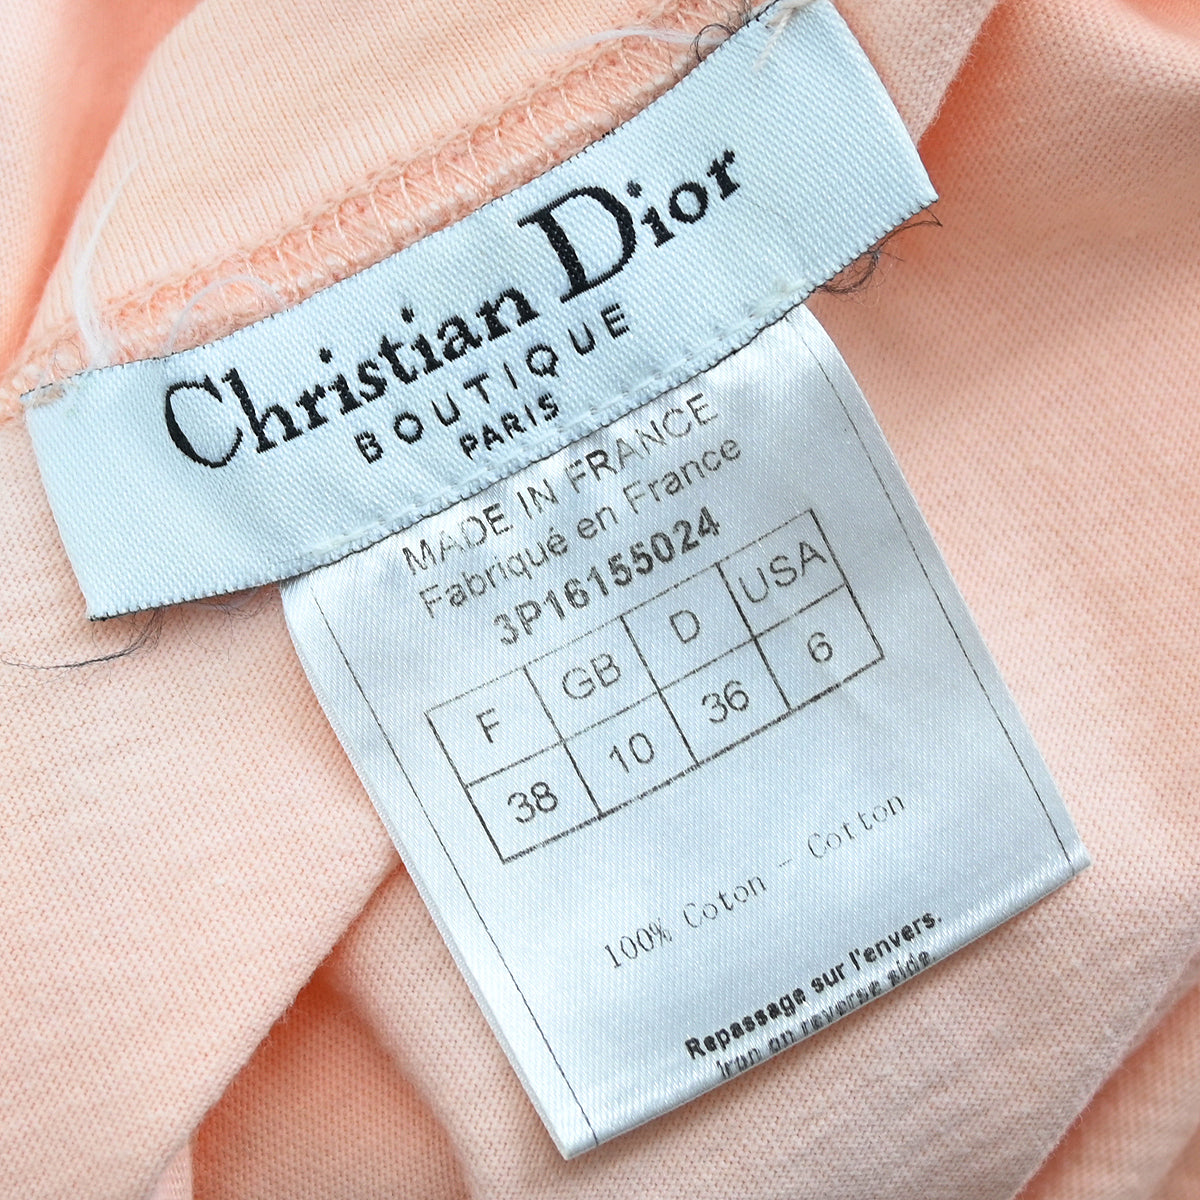 Christian Dior
BOUTIQUE
PARIS
MADE IN FRANCE
Fabriqué en France
3P16155024
F GB D USA
38 10 36 6
100% Coton - Cotton
Repassage sur l'envers.
Iron on reverse side.